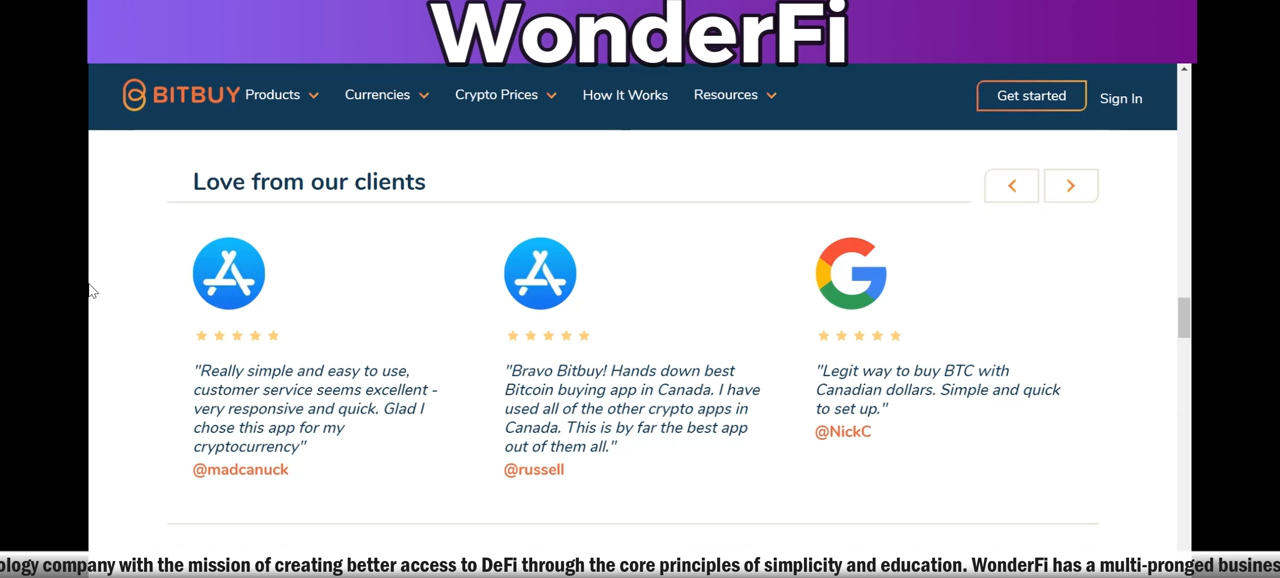 WonderFi
BITBUY Products Currencies Crypto Prices How It Works Resources Get started Sign In
Love from our clients
"Really simple and easy to use,
customer service seems excellent -
very responsive and quick. Glad I
chose this app for my
cryptocurrency"
@madcanuck
"Bravo Bitbuy! Hands down best
Bitcoin buying app in Canada. I have
used all of the other crypto apps in
Canada. This is by far the best app
out of them all."
@russell
"Legit way to buy BTC with
Canadian dollars. Simple and quick
to set up."
@NickC
ology company with the mission of creating better access to DeFi through the core principles of simplicity and education. WonderFi has a multi-pronged busines